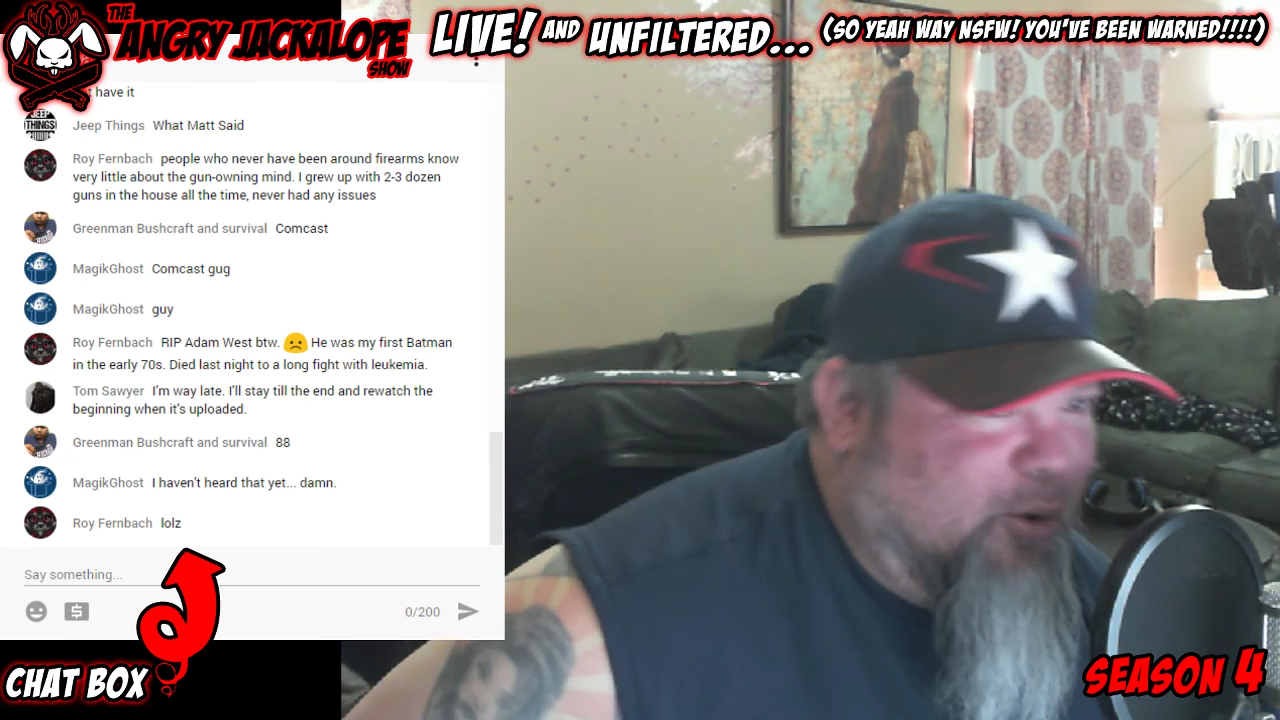 THE
ANGRY JACKALOPE
SHOW
LIVE! AND UNFILTERED... (SO YEAH WAY NSFW! YOU'VE BEEN WARNED!!!!)
have it
JEEP
THINGS
Jeep Things What Matt Said
Roy Fernbach people who never have been around firearms know
very little about the gun-owning mind. I grew up with 2-3 dozen
guns in the house all the time, never had any issues
Greenman Bushcraft and survival Comcast
MagikGhost Comcast gug
MagikGhost guy
Roy Fernbach RIP Adam West btw. He was my first Batman
in the early 70s. Died last night to a long fight with leukemia.
Tom Sawyer I'm way late. I'll stay till the end and rewatch the
beginning when it's uploaded.
Greenman Bushcraft and survival 88
MagikGhost I haven't heard that yet... damn.
Roy Fernbach lolz
Say something...
0/200
CHAT BOX
SEASON 4